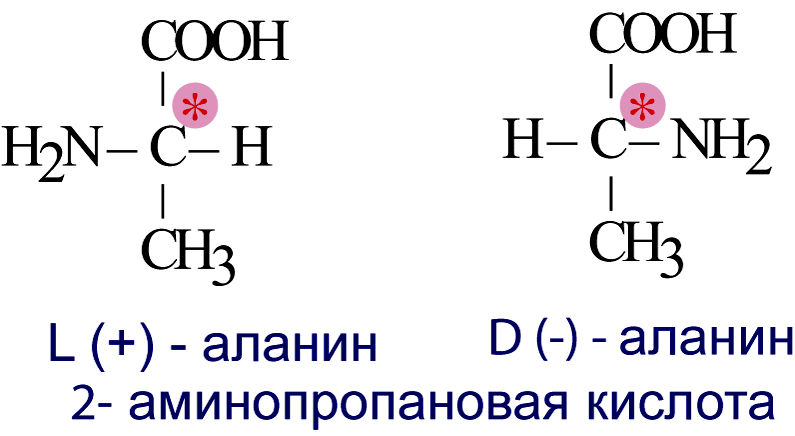 COOH COOH
*
*
H₂N–C–H H–C–NH₂
CH₃ CH₃
L (+) - аланин D (-) - аланин
2- аминопропановая кислота